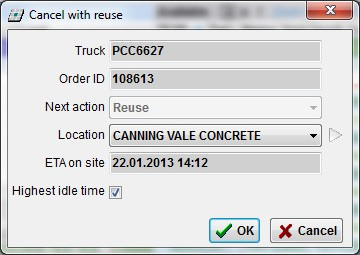 Cancel with reuse
Truck PCC6627
Order ID 108613
Next action Reuse
Location CANNING VALE CONCRETE
ETA on site 22.01.2013 14:12
Highest idle time
OK Cancel